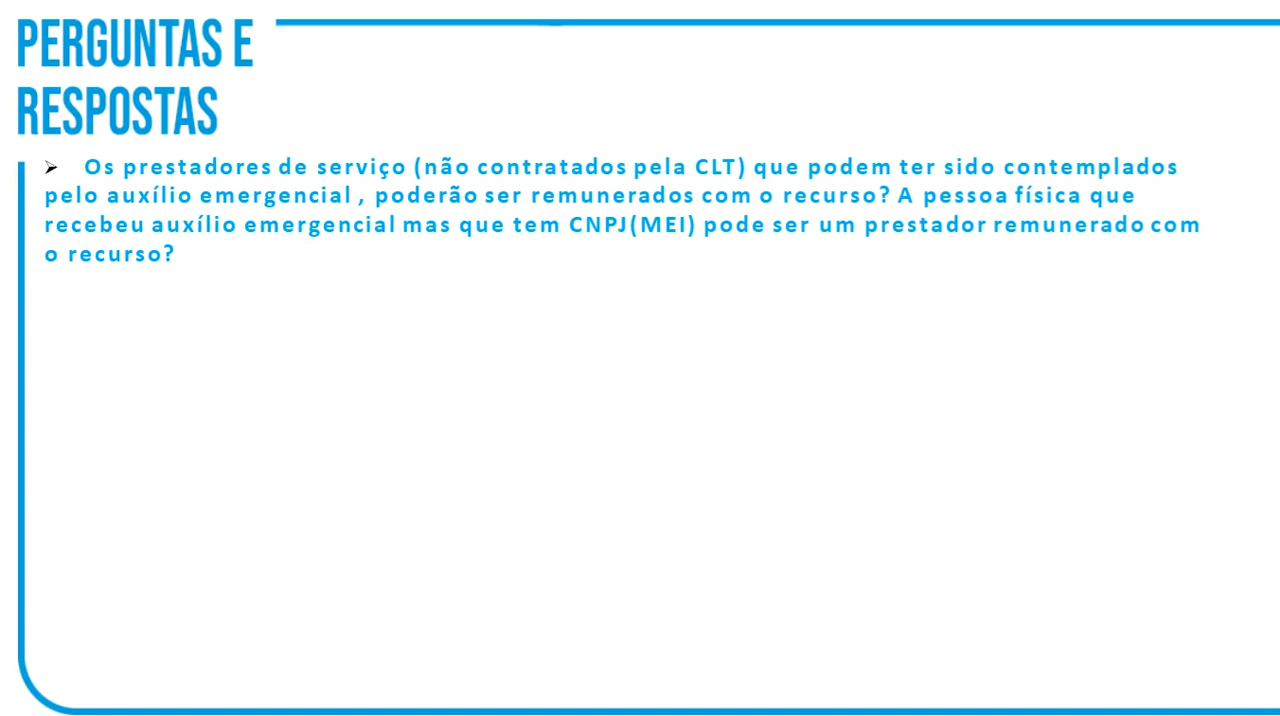 PERGUNTAS E
RESPOSTAS
➢ Os prestadores de serviço (não contratados pela CLT) que podem ter sido contemplados
pelo auxílio emergencial , poderão ser remunerados com o recurso? A pessoa física que
recebeu auxílio emergencial mas que tem CNPJ(MEI) pode ser um prestador remunerado com
o recurso?